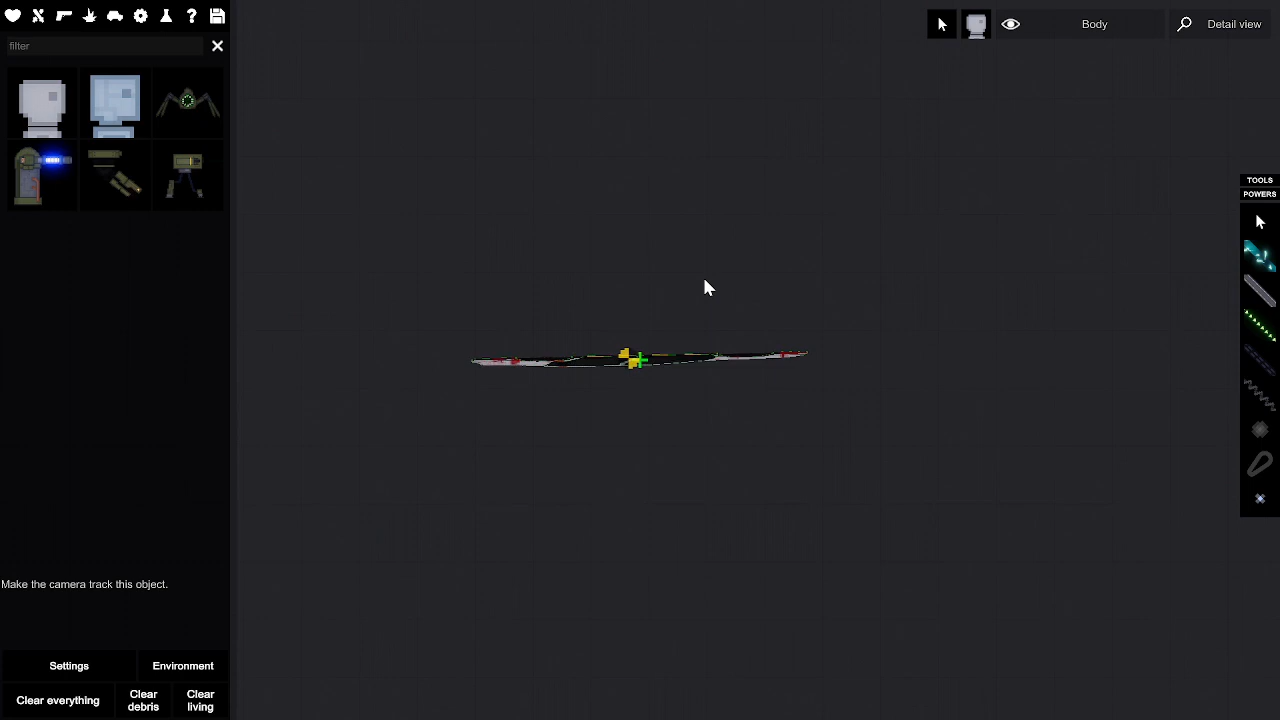 filter
Body
Detail view
TOOLS
POWERS
Make the camera track this object.
Settings
Environment
Clear everything
Clear
debris
Clear
living